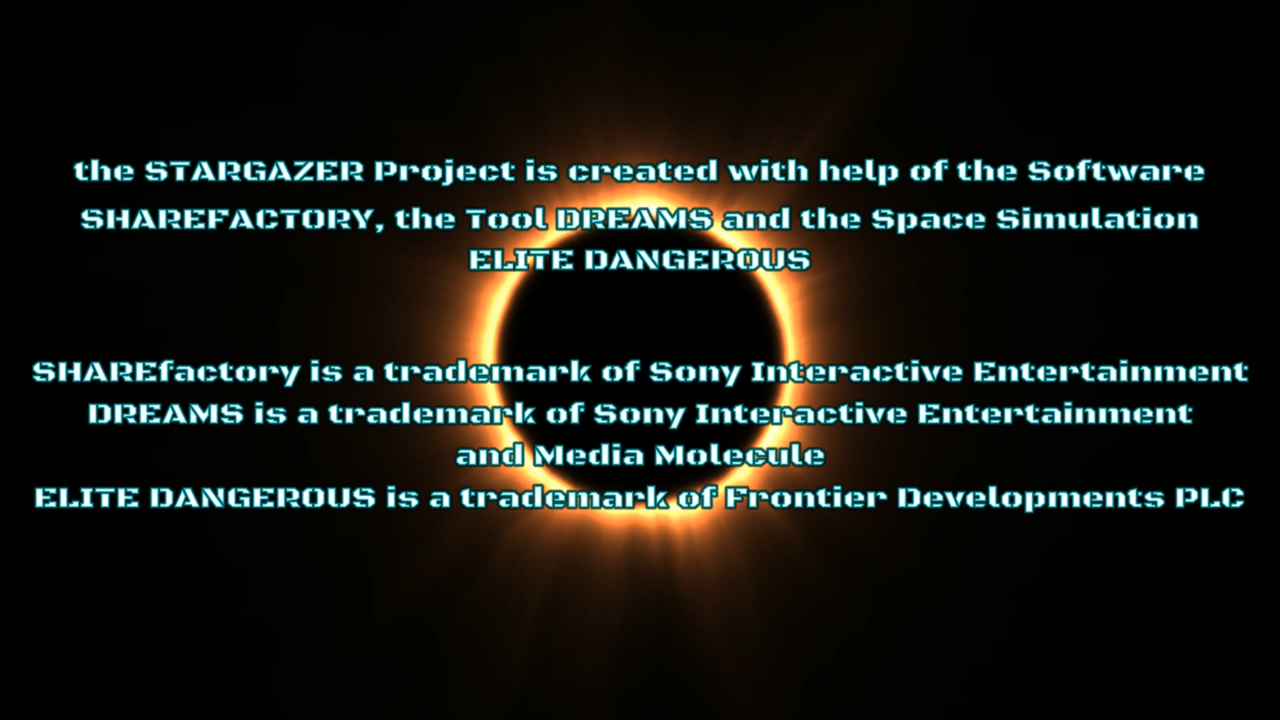 the STARGAZER Project is created with help of the Software
SHAREFACTORY, the Tool DREAMS and the Space Simulation
ELITE DANGEROUS
SHAREfactory is a trademark of Sony Interactive Entertainment
DREAMS is a trademark of Sony Interactive Entertainment
and Media Molecule
ELITE DANGEROUS is a trademark of Frontier Developments PLC